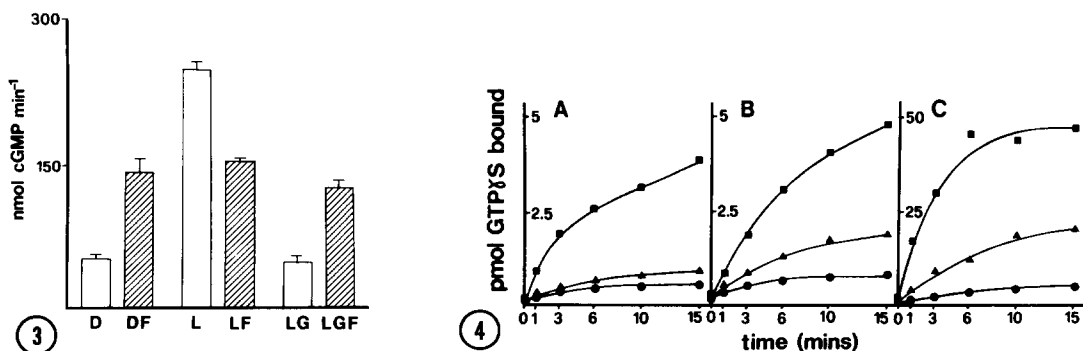 300
150
nmol cGMP min⁻¹
D DF L LF LG LGF
3
pmol GTPγS bound
A
5
2.5
0 1 3 6 10 15
B
5
2.5
0 1 3 6 10 15
C
50
25
0 1 3 6 10 15
time (mins)
4